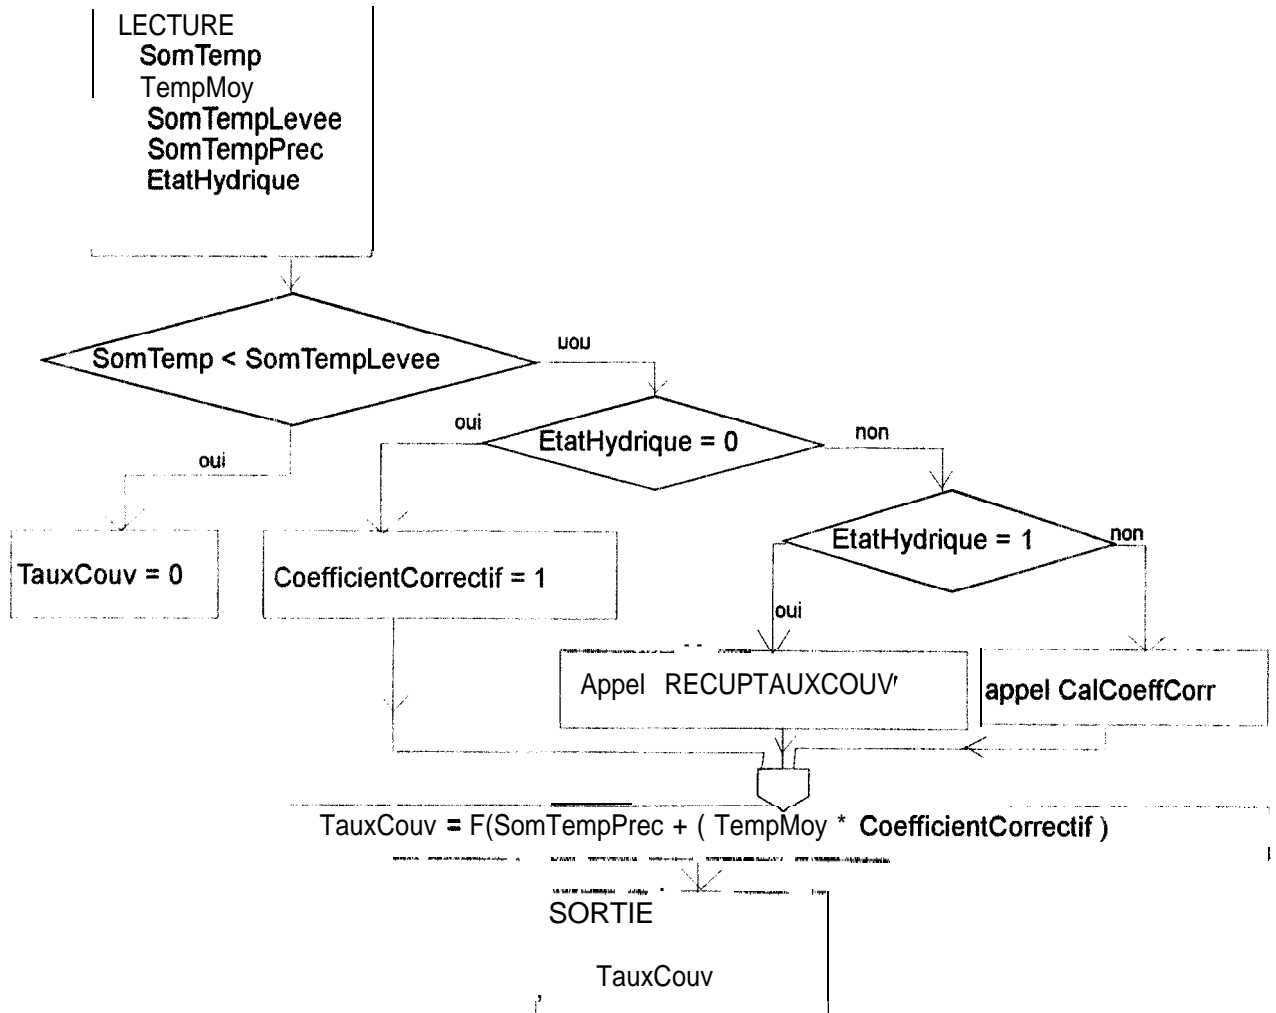 LECTURE
SomTemp
TempMoy
SomTempLevee
SomTempPrec
EtatHydrique
SomTemp < SomTempLevee
non
oui
EtatHydrique = 0
oui
non
TauxCouv = 0
CoefficientCorrectif = 1
EtatHydrique = 1
non
oui
Appel RECUPTAUXCOUV
appel CalCoeffCorr
TauxCouv = F(SomTempPrec + ( TempMoy * CoefficientCorrectif )
SORTIE
TauxCouv